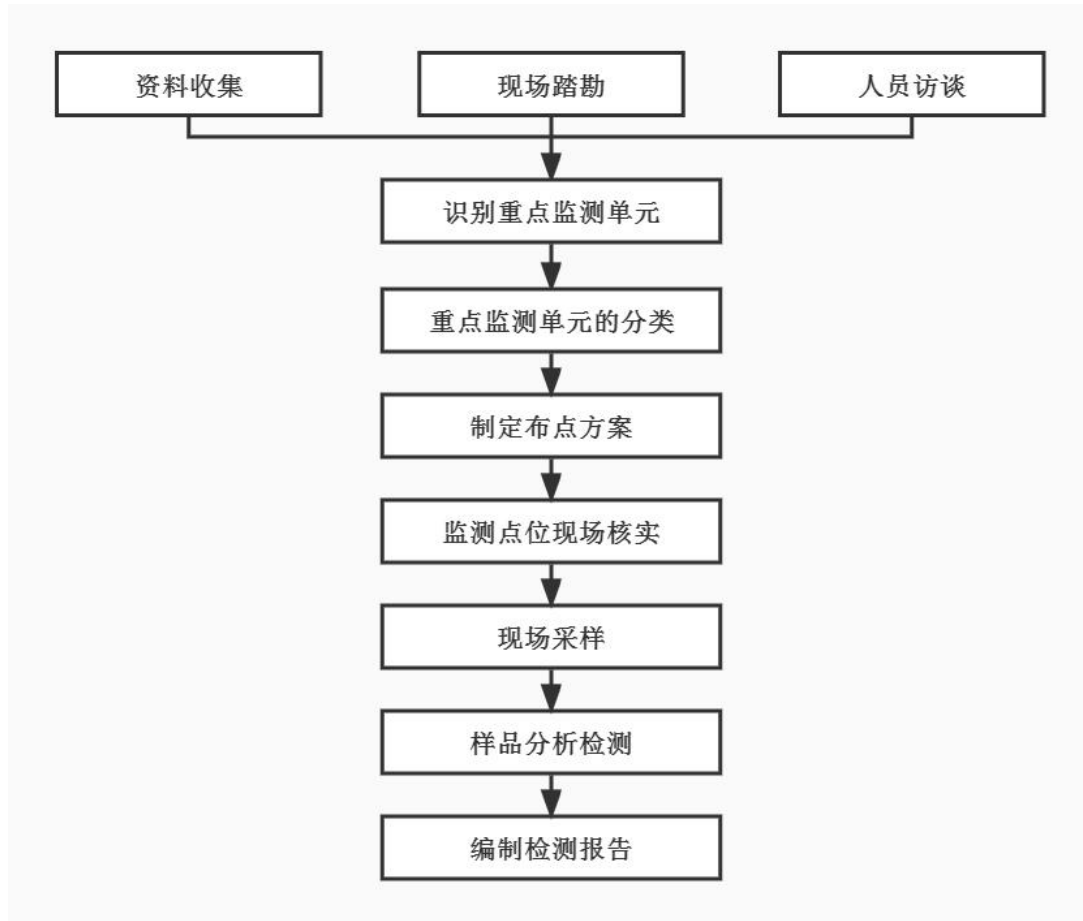 资料收集
现场踏勘
人员访谈
识别重点监测单元
重点监测单元的分类
制定布点方案
监测点位现场核实
现场采样
样品分析检测
编制检测报告